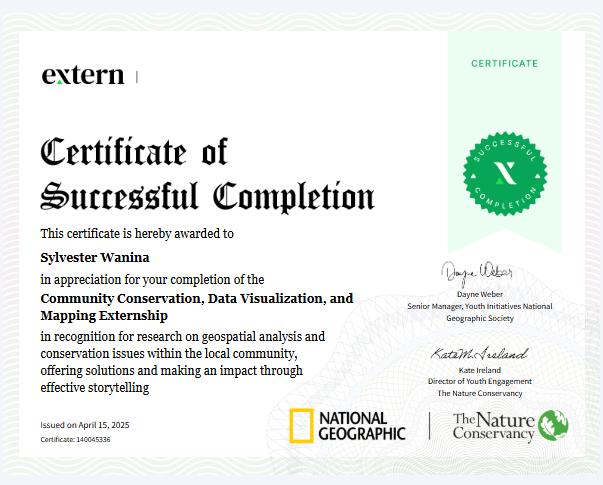 extern |
CERTIFICATE
SUCCESSFUL
COMPLETION
Certificate of
Successful Completion
This certificate is hereby awarded to
Sylvester Wanina
in appreciation for your completion of the
Community Conservation, Data Visualization, and
Mapping Externship
in recognition for research on geospatial analysis and
conservation issues within the local community,
offering solutions and making an impact through
effective storytelling
Dayne Weber
Dayne Weber
Senior Manager, Youth Initiatives National
Geographic Society
Kate M. Ireland
Kate Ireland
Director of Youth Engagement
The Nature Conservancy
Issued on April 15, 2025
Certificate: 140045336
NATIONAL
GEOGRAPHIC
The Nature
Conservancy